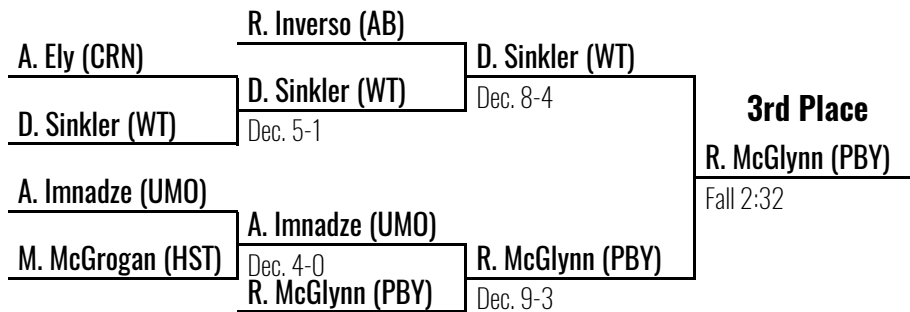 R. Inverso (AB)
A. Ely (CRN)
D. Sinkler (WT)
D. Sinkler (WT)
Dec. 8-4
D. Sinkler (WT)
Dec. 5-1
3rd Place
R. McGlynn (PBY)
Fall 2:32
A. Imnadze (UMO)
A. Imnadze (UMO)
M. McGrogan (HST)
Dec. 4-0
R. McGlynn (PBY)
R. McGlynn (PBY)
Dec. 9-3